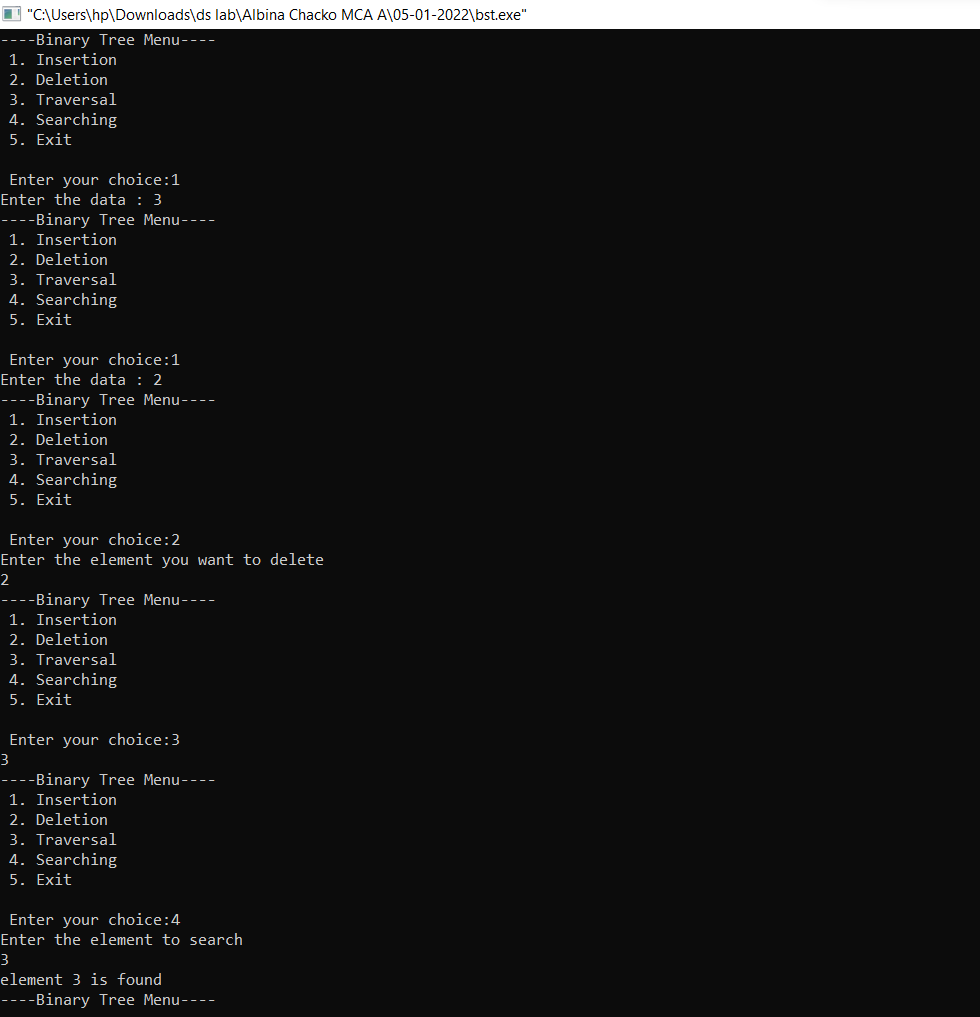 "C:\Users\hp\Downloads\ds lab\Albina Chacko MCA A\05-01-2022\bst.exe"
----Binary Tree Menu----
1. Insertion
2. Deletion
3. Traversal
4. Searching
5. Exit
Enter your choice:1
Enter the data : 3
----Binary Tree Menu----
1. Insertion
2. Deletion
3. Traversal
4. Searching
5. Exit
Enter your choice:1
Enter the data : 2
----Binary Tree Menu----
1. Insertion
2. Deletion
3. Traversal
4. Searching
5. Exit
Enter your choice:2
Enter the element you want to delete
2
----Binary Tree Menu----
1. Insertion
2. Deletion
3. Traversal
4. Searching
5. Exit
Enter your choice:3
3
----Binary Tree Menu----
1. Insertion
2. Deletion
3. Traversal
4. Searching
5. Exit
Enter your choice:4
Enter the element to search
3
element 3 is found
----Binary Tree Menu----